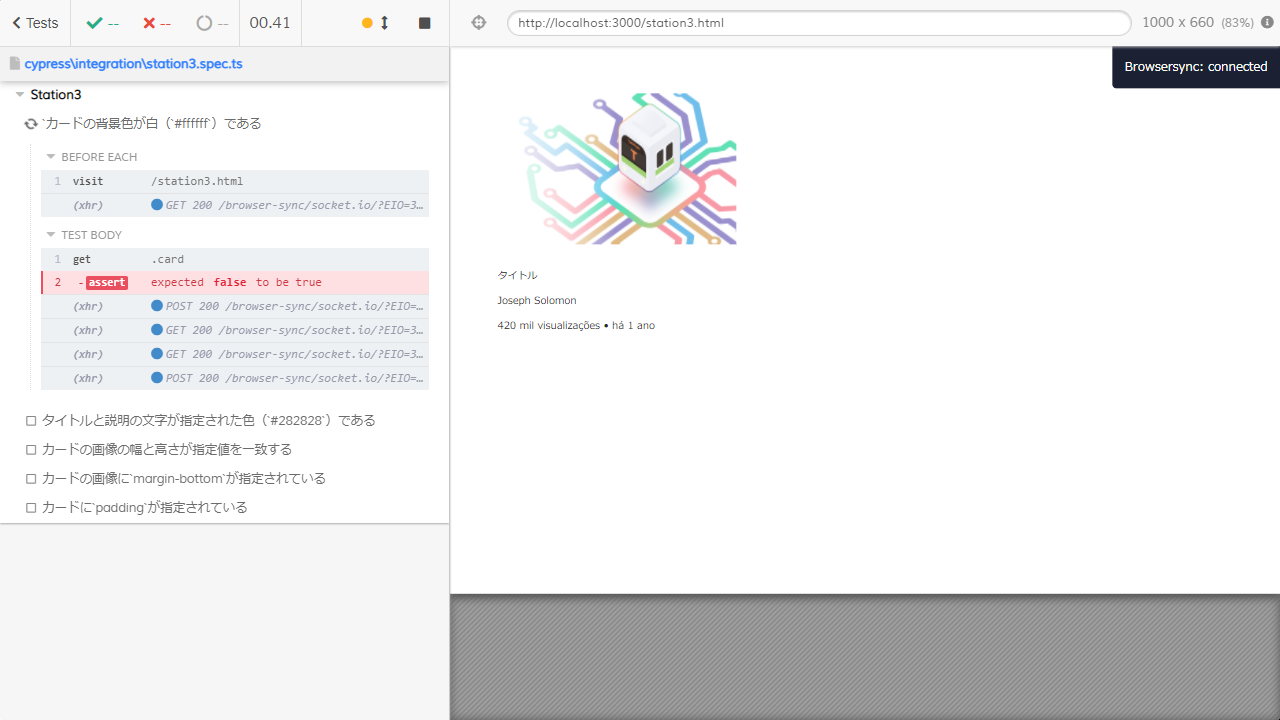 Tests
--
--
--
00.41
http://localhost:3000/station3.html
1000 x 660 (83%)
cypress\integration\station3.spec.ts
Browsersync: connected
Station3
`カードの背景色が白（`#ffffff`）である
BEFORE EACH
1 visit /station3.html
(xhr) GET 200 /browser-sync/socket.io/?EIO=3…
TEST BODY
1 get .card
2 -assert expected false to be true
(xhr) POST 200 /browser-sync/socket.io/?EIO=…
(xhr) GET 200 /browser-sync/socket.io/?EIO=3…
(xhr) GET 200 /browser-sync/socket.io/?EIO=3…
(xhr) POST 200 /browser-sync/socket.io/?EIO=…
タイトルと説明の文字が指定された色（`#282828`）である
カードの画像の幅と高さが指定値を一致する
カードの画像に`margin-bottom`が指定されている
カードに`padding`が指定されている
T
タイトル
Joseph Solomon
420 mil visualizações • há 1 ano